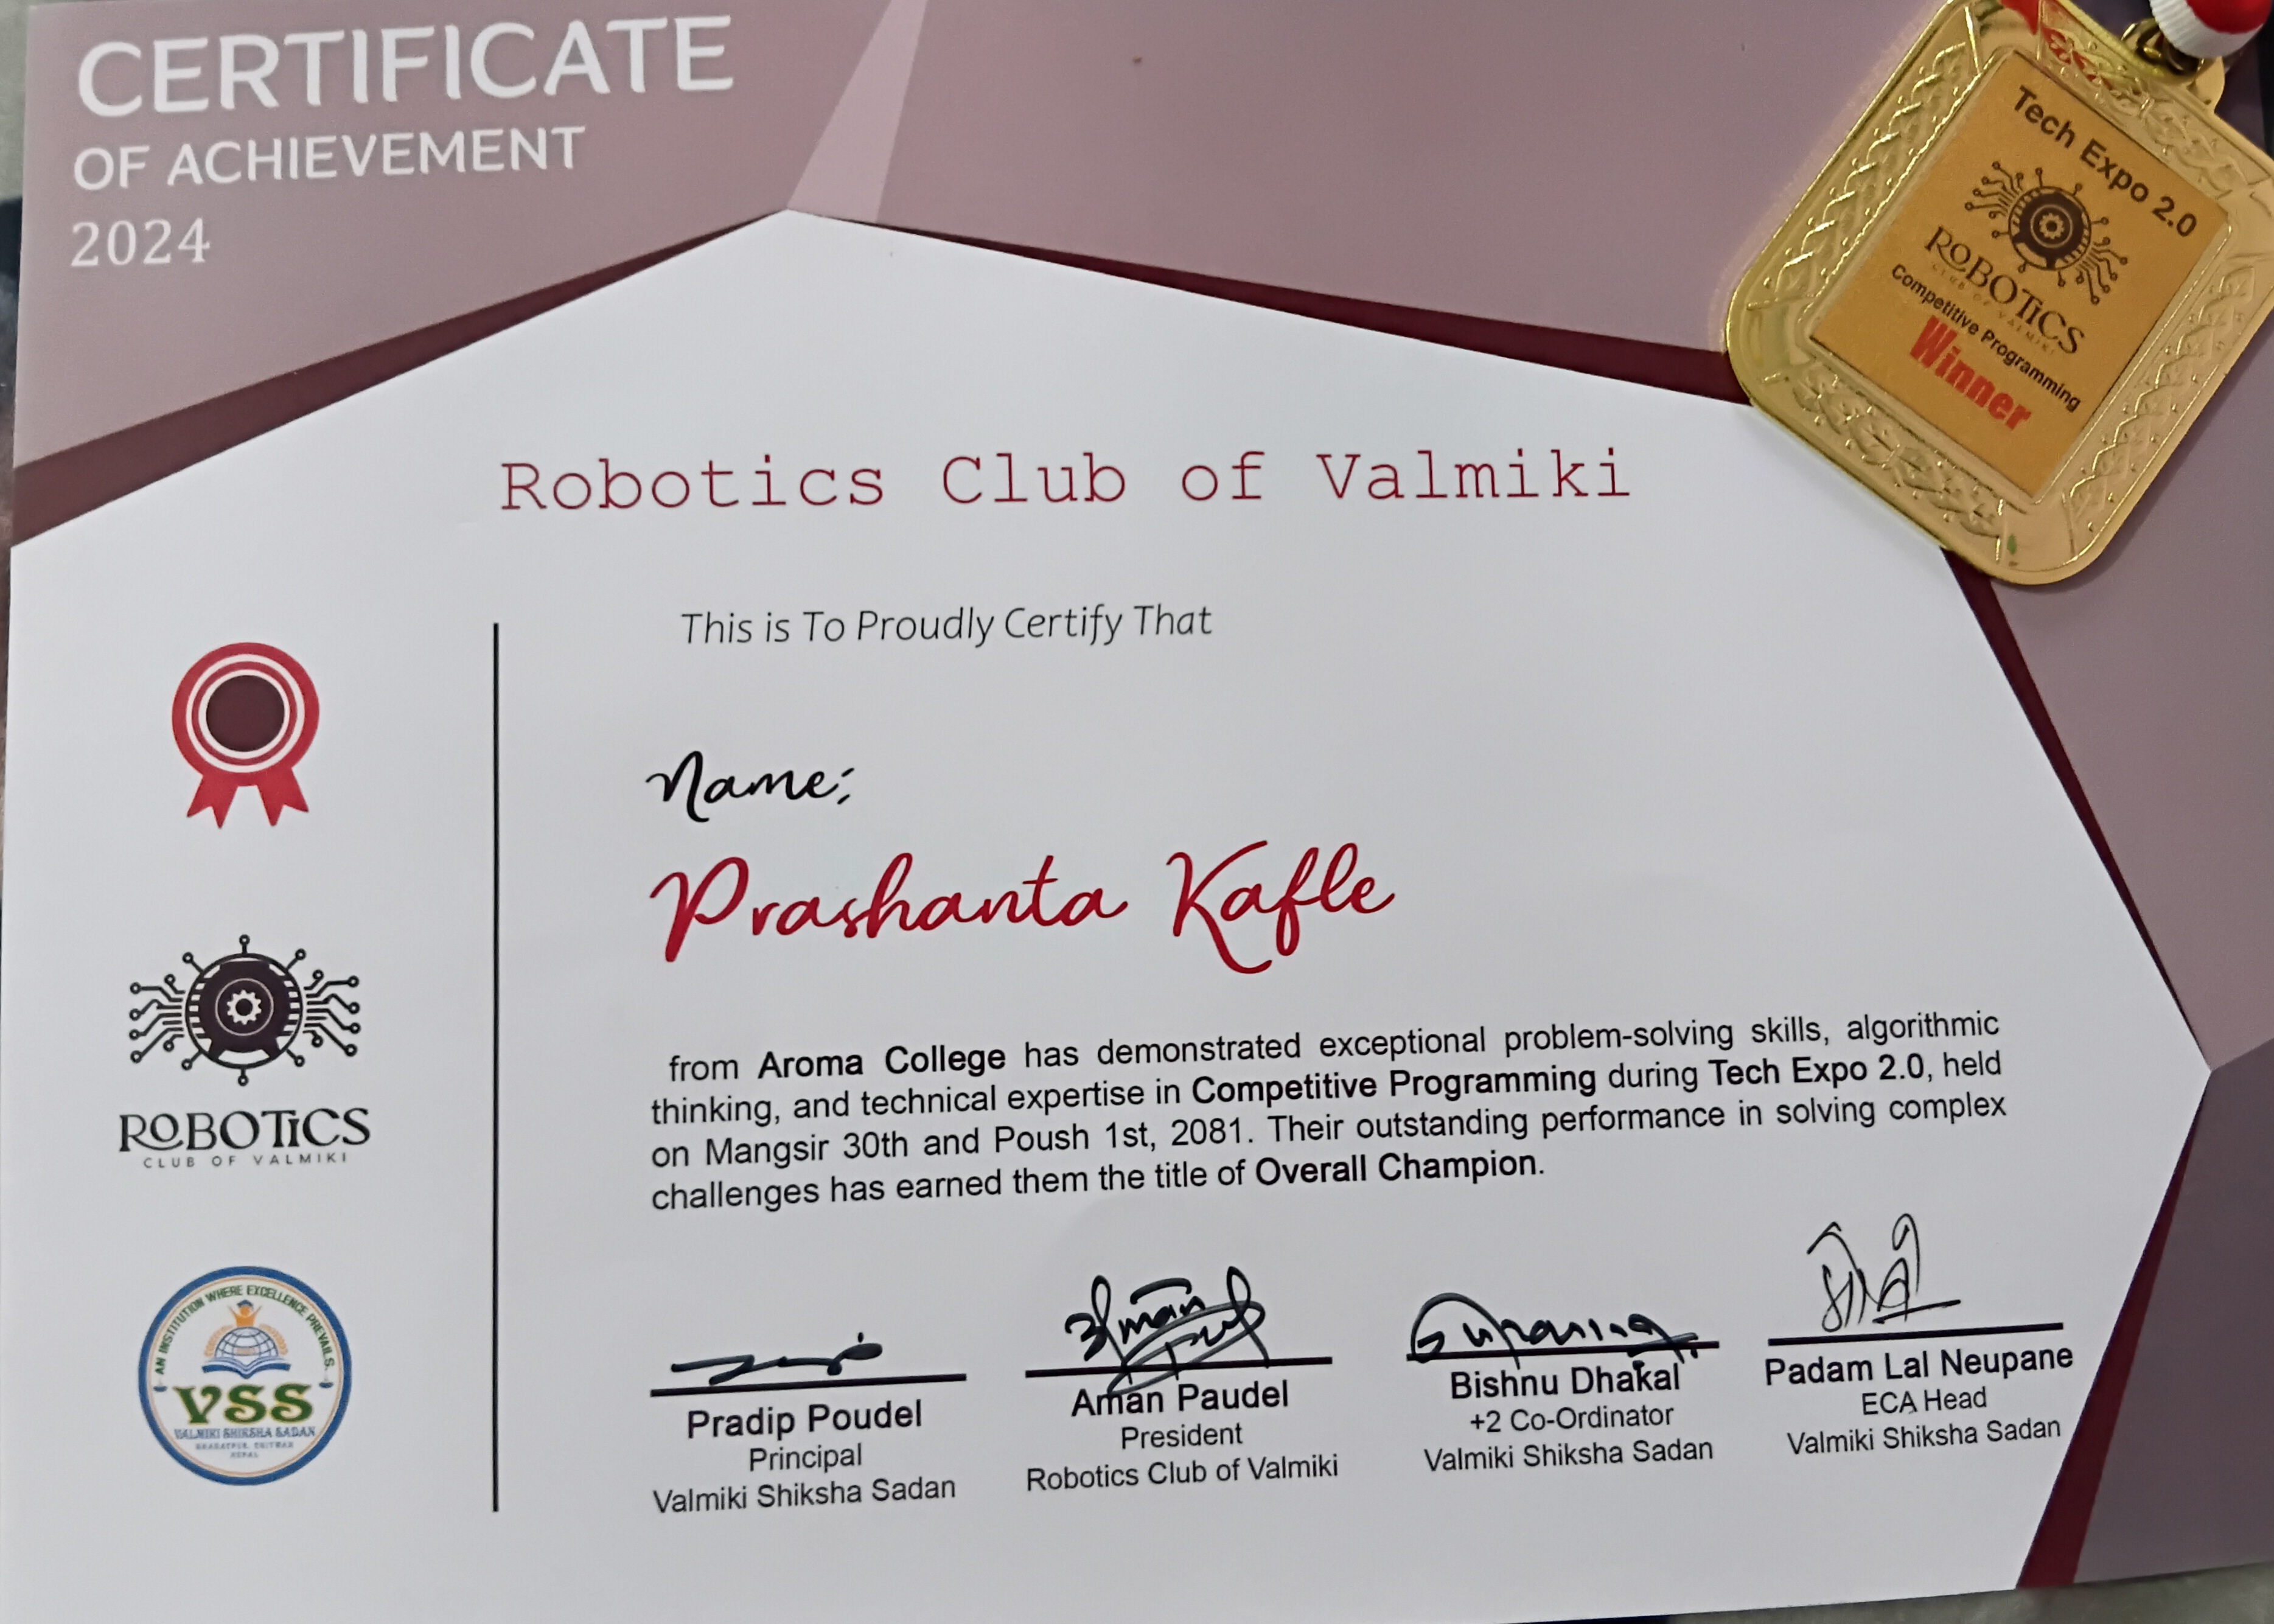 CERTIFICATE
OF ACHIEVEMENT
2024
Tech Expo 2.0
ROBOTiCS
CLUB OF VALMIKI
Competitive Programming
Winner
Robotics Club of Valmiki
This is To Proudly Certify That
Name:
Prashanta Kafle
from Aroma College has demonstrated exceptional problem-solving skills, algorithmic
thinking, and technical expertise in Competitive Programming during Tech Expo 2.0, held
on Mangsir 30th and Poush 1st, 2081. Their outstanding performance in solving complex
challenges has earned them the title of Overall Champion.
ROBOTiCS
CLUB OF VALMIKI
AN INSTITUTION WHERE EXCELLENCE PREVAILS.
VSS
VALMIKI SHIKSHA SADAN
BHARATPUR, CHITWAN
NEPAL
Pradip Poudel
Principal
Valmiki Shiksha Sadan
Aman Paudel
President
Robotics Club of Valmiki
Bishnu Dhakal
+2 Co-Ordinator
Valmiki Shiksha Sadan
Padam Lal Neupane
ECA Head
Valmiki Shiksha Sadan